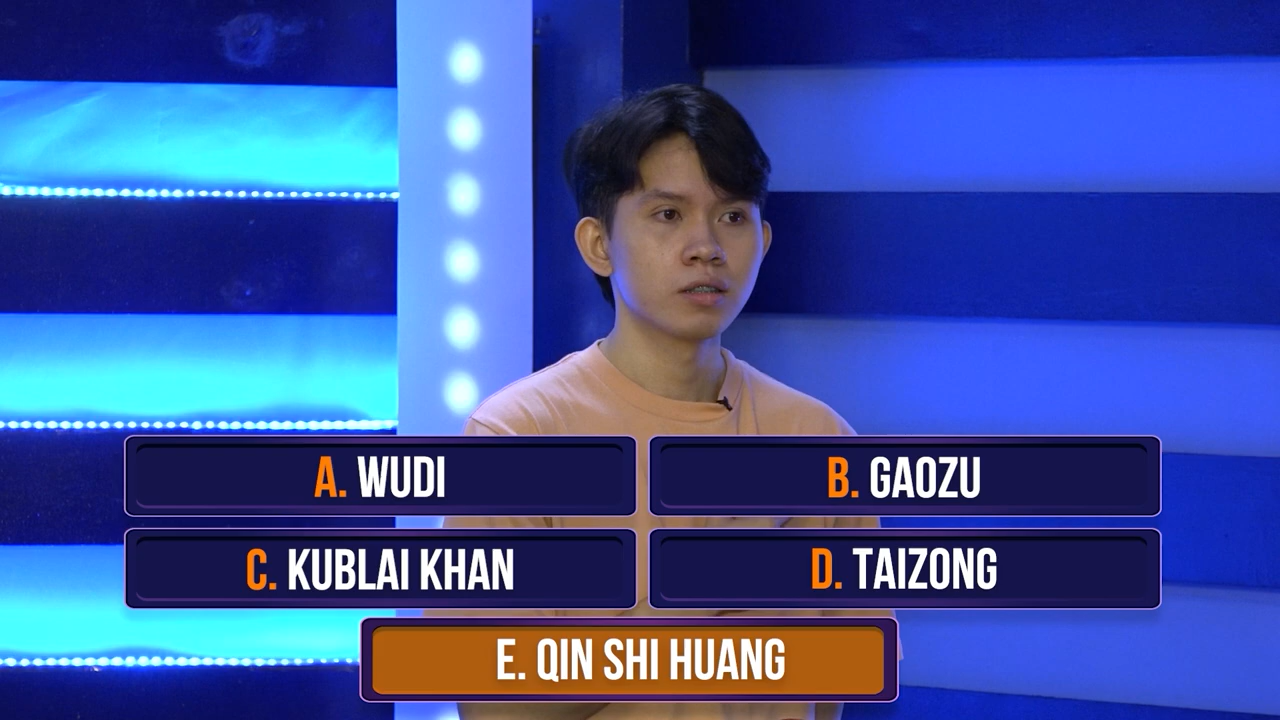 A. WUDI
B. GAOZU
C. KUBLAI KHAN
D. TAIZONG
E. QIN SHI HUANG